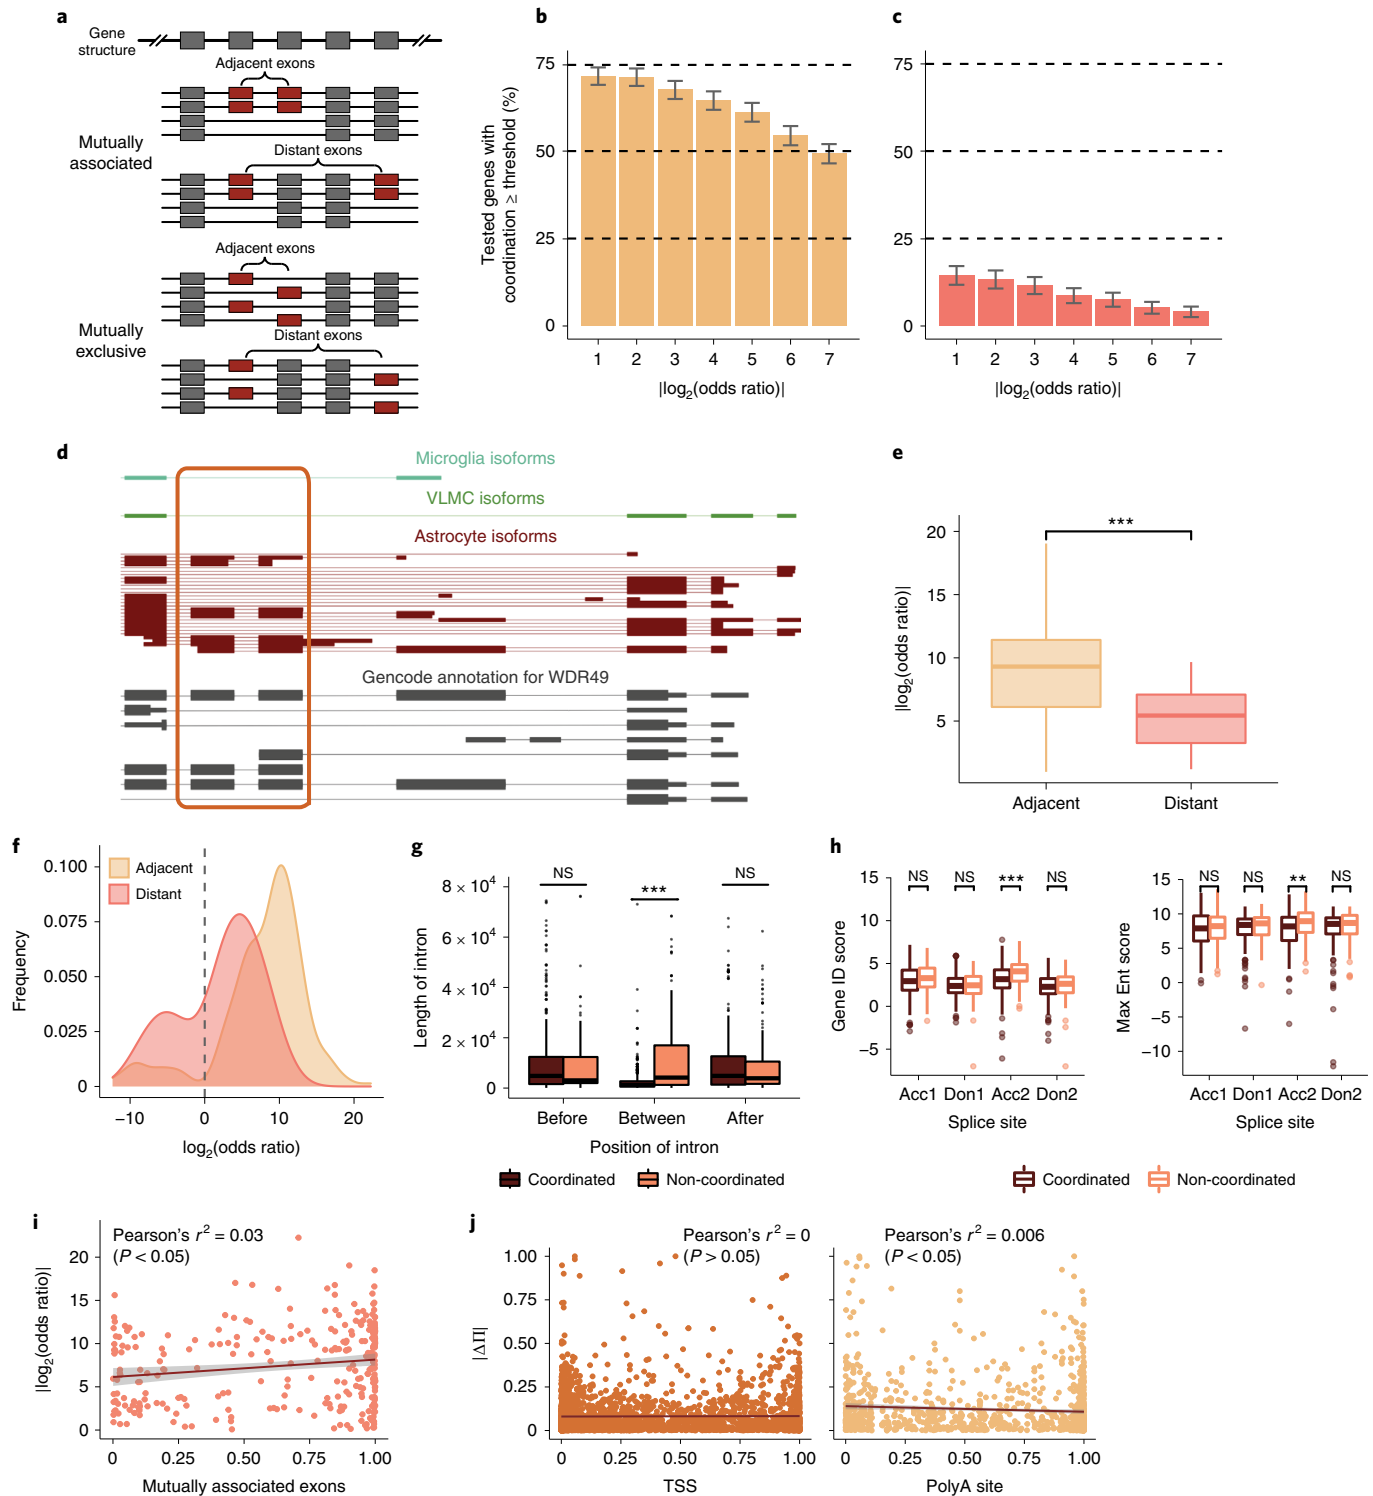 a
Gene
structure
Adjacent exons
Mutually
associated
Distant exons
Adjacent exons
Mutually
exclusive
Distant exons
b
Tested genes with
coordination ≥ threshold (%)
75
50
25
0
1 2 3 4 5 6 7
|log2(odds ratio)|
c
75
50
25
0
1 2 3 4 5 6 7
|log2(odds ratio)|
d
Microglia isoforms
VLMC isoforms
Astrocyte isoforms
Gencode annotation for WDR49
e
|log2(odds ratio)|
20
15
10
5
***
Adjacent Distant
f
Frequency
0.100
0.075
0.050
0.025
0
Adjacent
Distant
−10 0 10 20
log2(odds ratio)
g
Length of intron
8 × 10^4
6 × 10^4
4 × 10^4
2 × 10^4
0
NS *** NS
Before Between After
Position of intron
Coordinated Non-coordinated
h
Gene ID score
15
10
5
0
−5
NS NS *** NS
Acc1 Don1 Acc2 Don2
Splice site
Max Ent score
15
10
5
0
−5
−10
NS NS ** NS
Acc1 Don1 Acc2 Don2
Splice site
Coordinated Non-coordinated
i
Pearson's r^2 = 0.03
(P < 0.05)
|log2(odds ratio)|
20
15
10
5
0
0 0.25 0.50 0.75 1.00
Mutually associated exons
j
Pearson's r^2 = 0
(P > 0.05)
|ΔΠ|
1.00
0.75
0.50
0.25
0
0 0.25 0.50 0.75 1.00
TSS
Pearson's r^2 = 0.006
(P < 0.05)
0 0.25 0.50 0.75 1.00
PolyA site